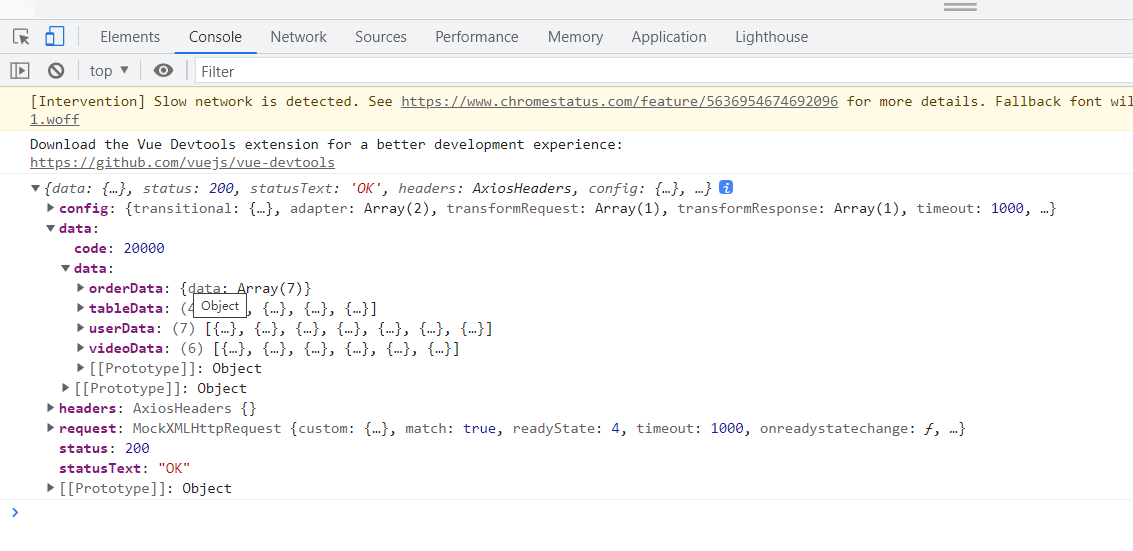 Elements Console Network Sources Performance Memory Application Lighthouse
top Filter
[Intervention] Slow network is detected. See https://www.chromestatus.com/feature/5636954674692096 for more details. Fallback font
1.woff
Download the Vue Devtools extension for a better development experience:
https://github.com/vuejs/vue-devtools
{data: {…}, status: 200, statusText: 'OK', headers: AxiosHeaders, config: {…}, …} i
config: {transitional: {…}, adapter: Array(2), transformRequest: Array(1), transformResponse: Array(1), timeout: 1000, …}
data:
code: 20000
data:
orderData: {data: Array(7)}
tableData: {…}, {…}, {…}]
Object
userData: (7) [{…}, {…}, {…}, {…}, {…}, {…}, {…}]
videoData: (6) [{…}, {…}, {…}, {…}, {…}, {…}]
[[Prototype]]: Object
[[Prototype]]: Object
headers: AxiosHeaders {}
request: MockXMLHttpRequest {custom: {…}, match: true, readyState: 4, timeout: 1000, onreadystatechange: ƒ, …}
status: 200
statusText: "OK"
[[Prototype]]: Object